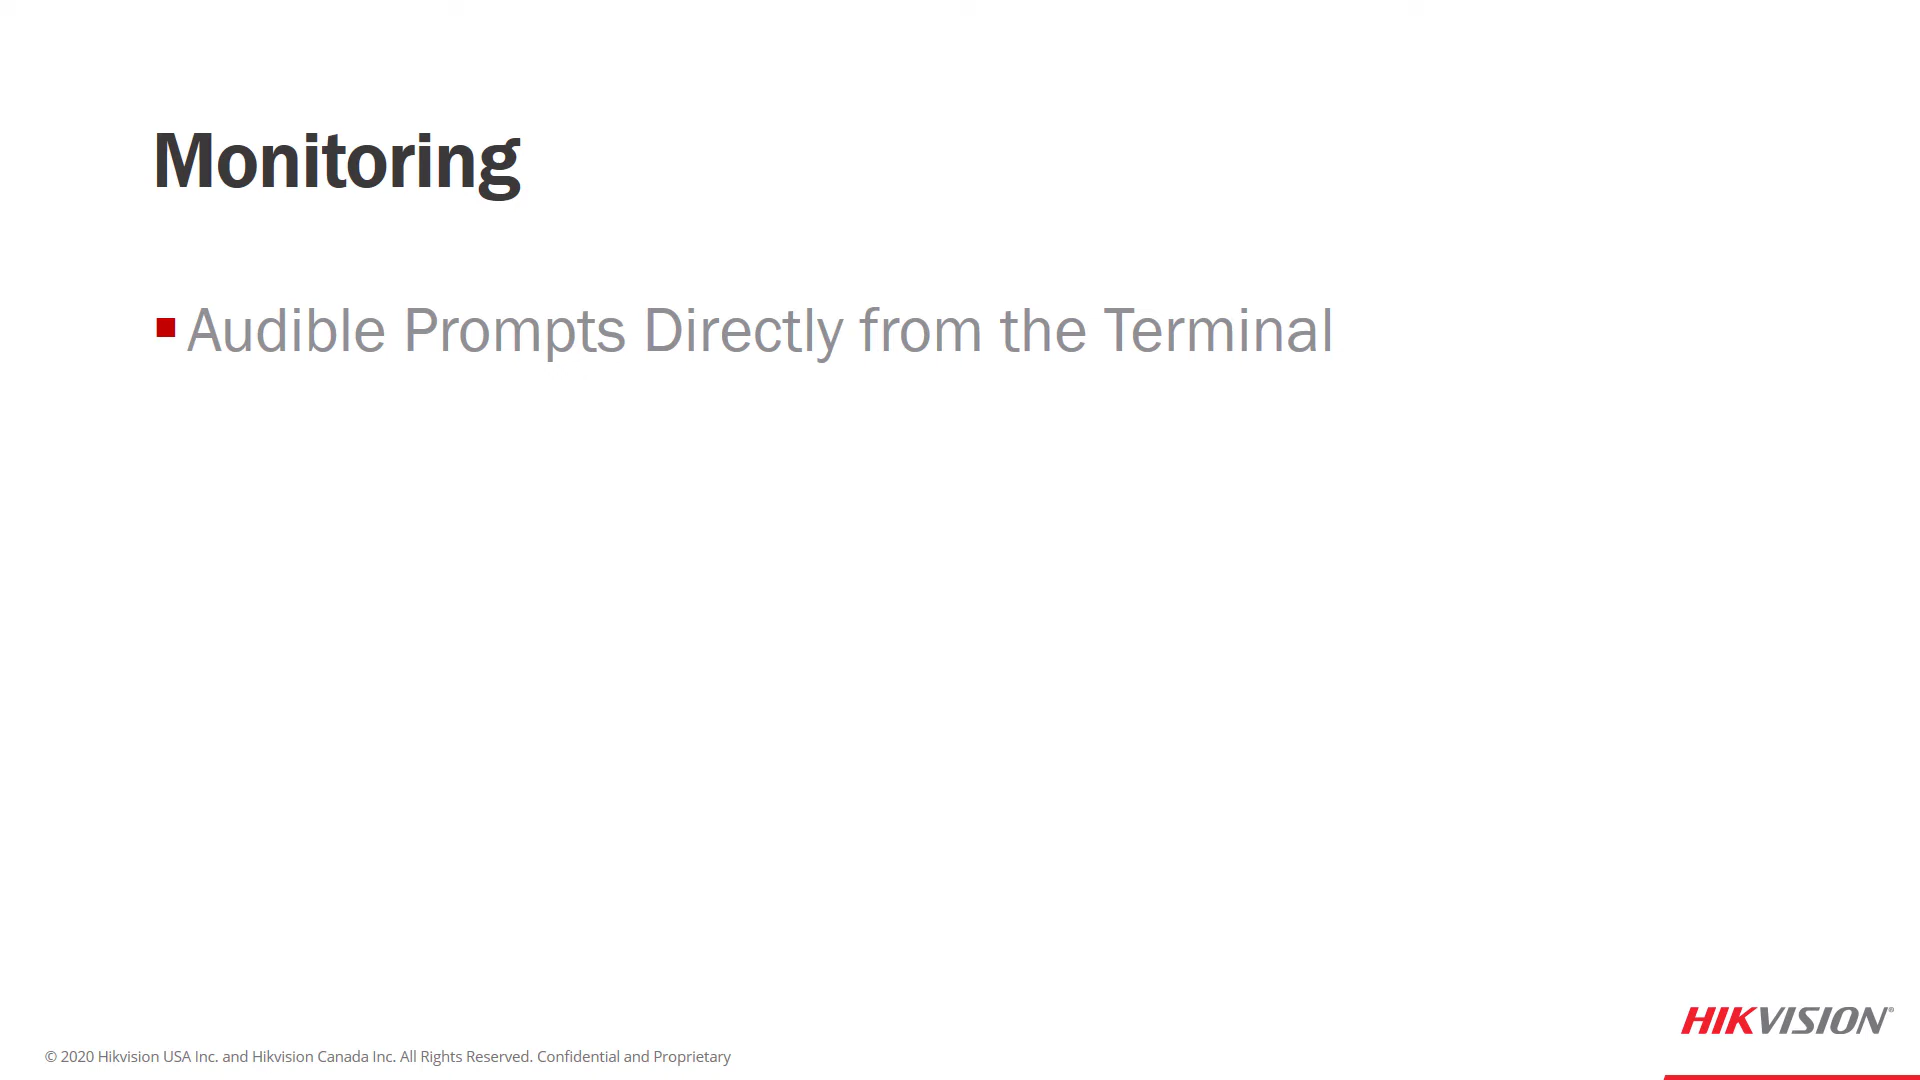 Monitoring
Audible Prompts Directly from the Terminal
HIKVISION®
© 2020 Hikvision USA Inc. and Hikvision Canada Inc. All Rights Reserved. Confidential and Proprietary